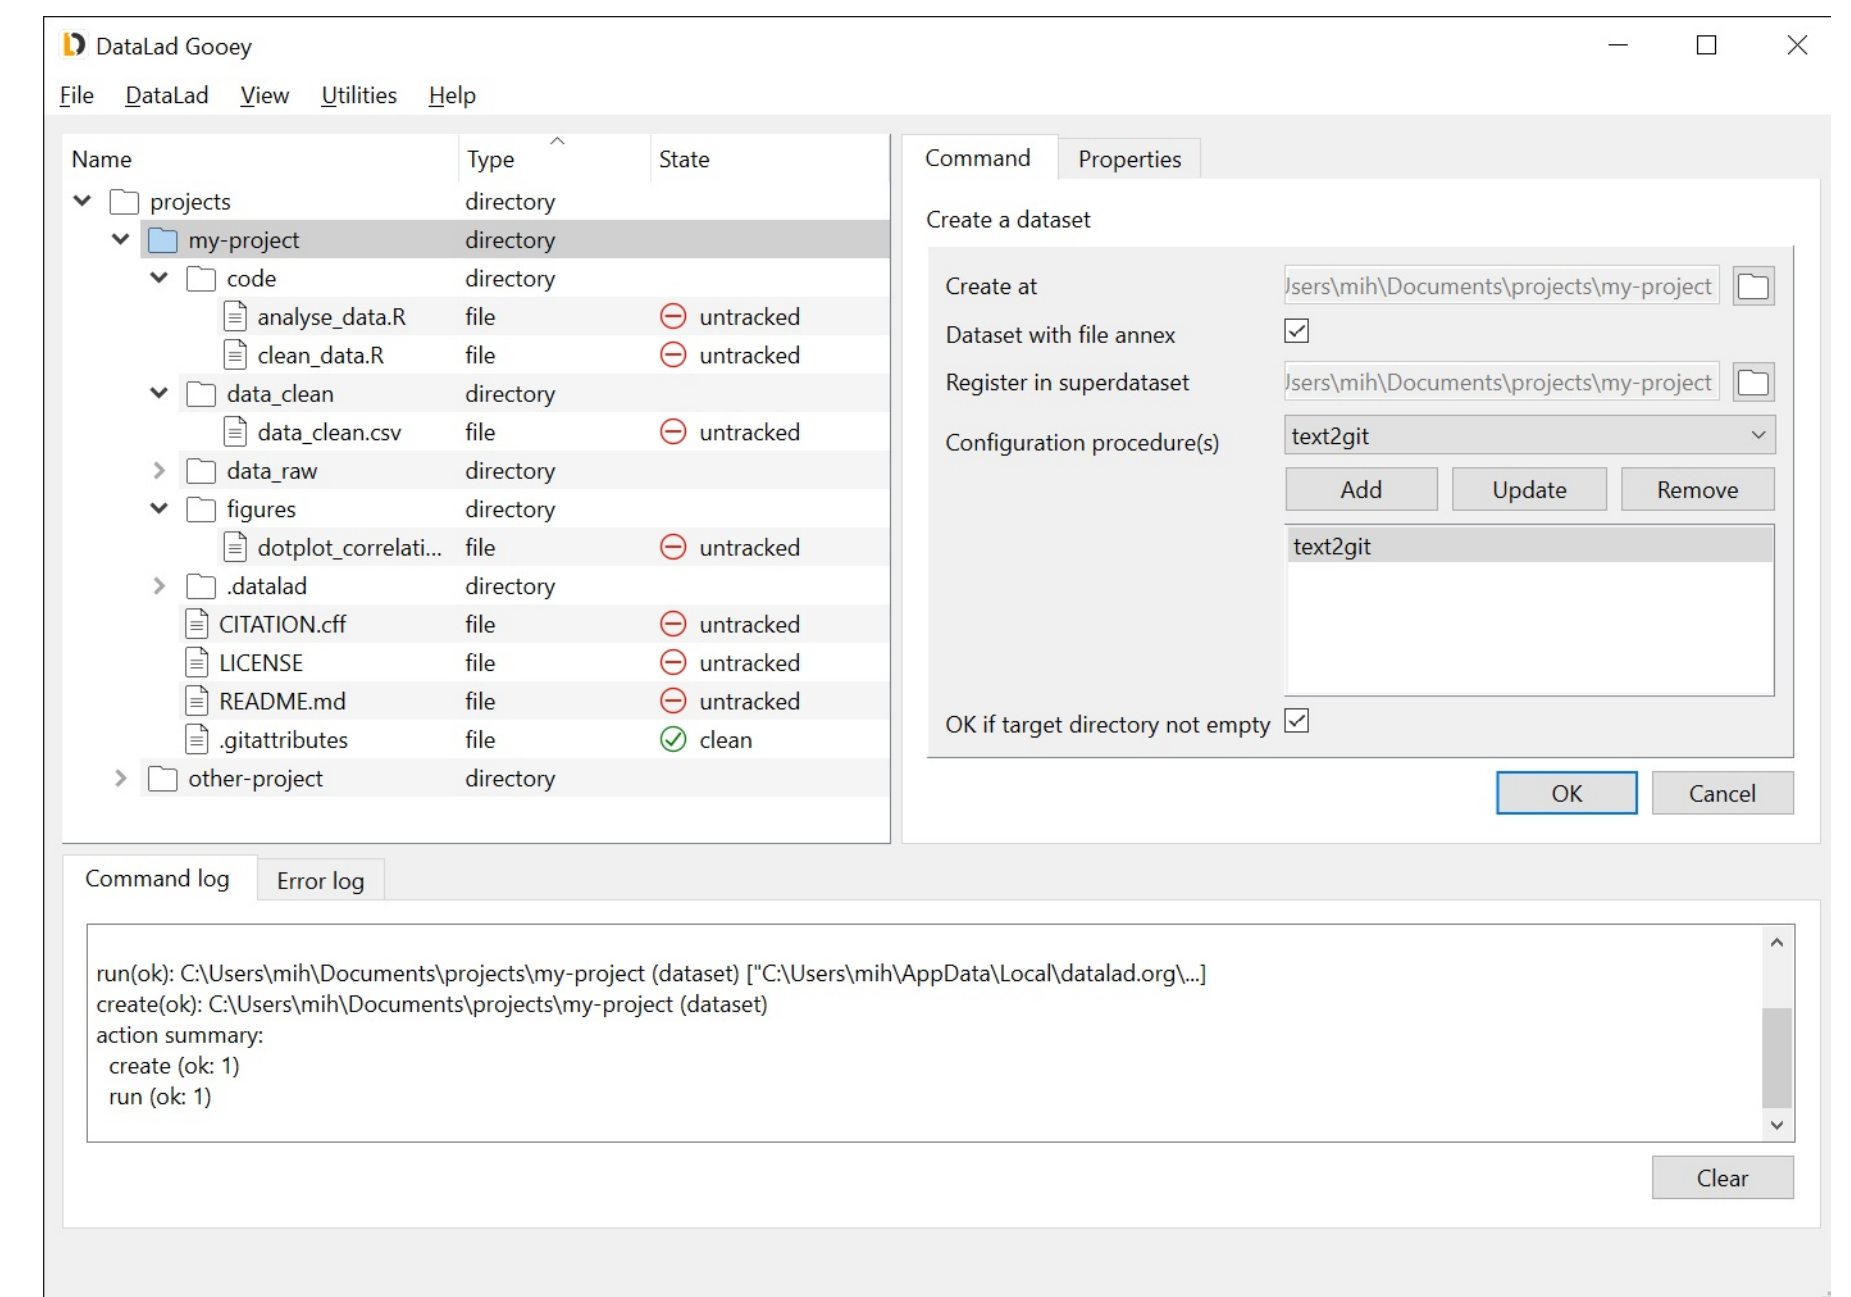 DataLad Gooey
File DataLad View Utilities Help
Name Type State
projects directory
my-project directory
code directory
analyse_data.R file untracked
clean_data.R file untracked
data_clean directory
data_clean.csv file untracked
data_raw directory
figures directory
dotplot_correlati... file untracked
.datalad directory
CITATION.cff file untracked
LICENSE file untracked
README.md file untracked
.gitattributes file clean
other-project directory
Command Properties
Create a dataset
Create at Jsers\mih\Documents\projects\my-project
Dataset with file annex
Register in superdataset Jsers\mih\Documents\projects\my-project
Configuration procedure(s) text2git
Add Update Remove
text2git
OK if target directory not empty
OK Cancel
Command log Error log
run(ok): C:\Users\mih\Documents\projects\my-project (dataset) ["C:\Users\mih\AppData\Local\datalad.org\...]
create(ok): C:\Users\mih\Documents\projects\my-project (dataset)
action summary:
create (ok: 1)
run (ok: 1)
Clear